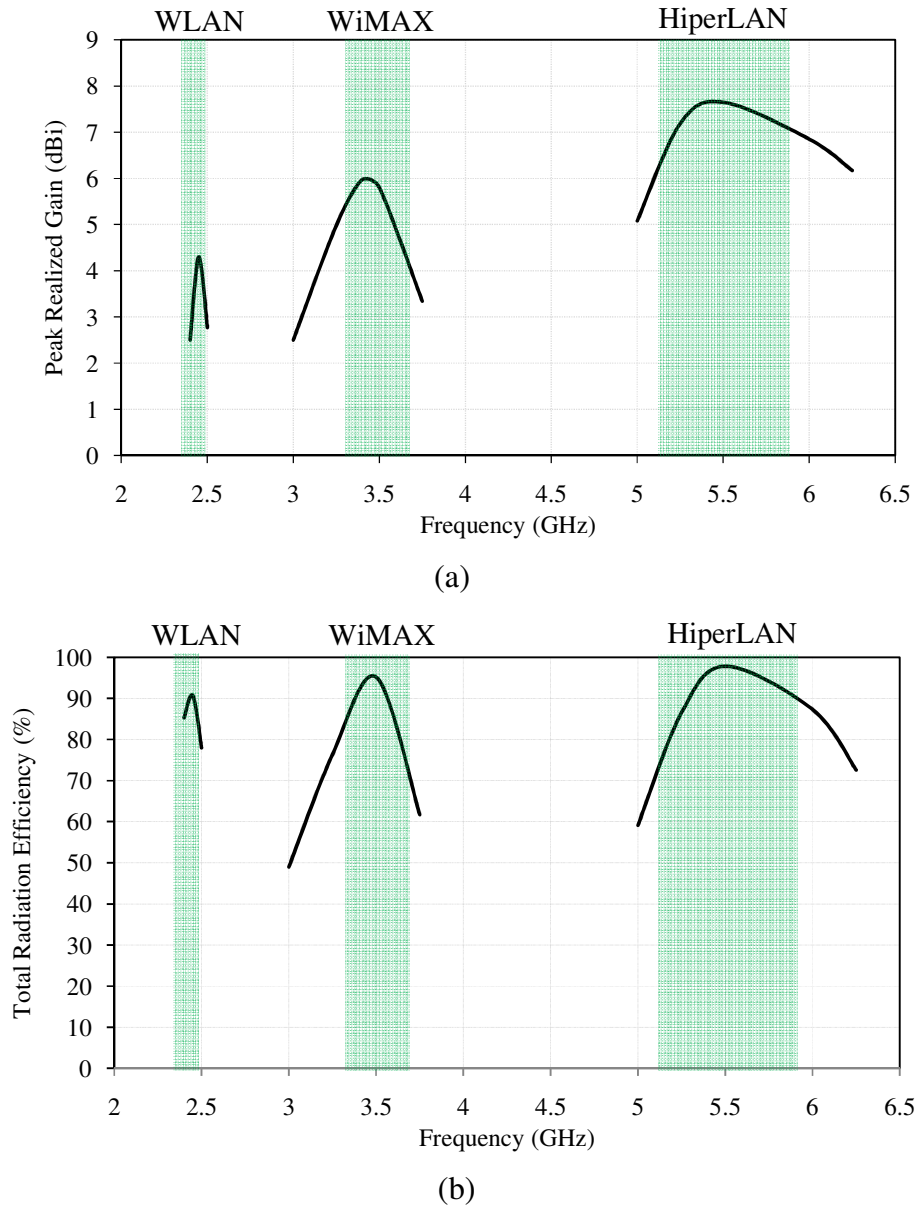 WLAN WiMAX HiperLAN
9
8
7
6
5
4
3
2
1
0
Peak Realized Gain (dBi)
2 2.5 3 3.5 4 4.5 5 5.5 6 6.5
Frequency (GHz)
(a)
WLAN WiMAX HiperLAN
100
90
80
70
60
50
40
30
20
10
0
Total Radiation Efficiency (%)
2 2.5 3 3.5 4 4.5 5 5.5 6 6.5
Frequency (GHz)
(b)